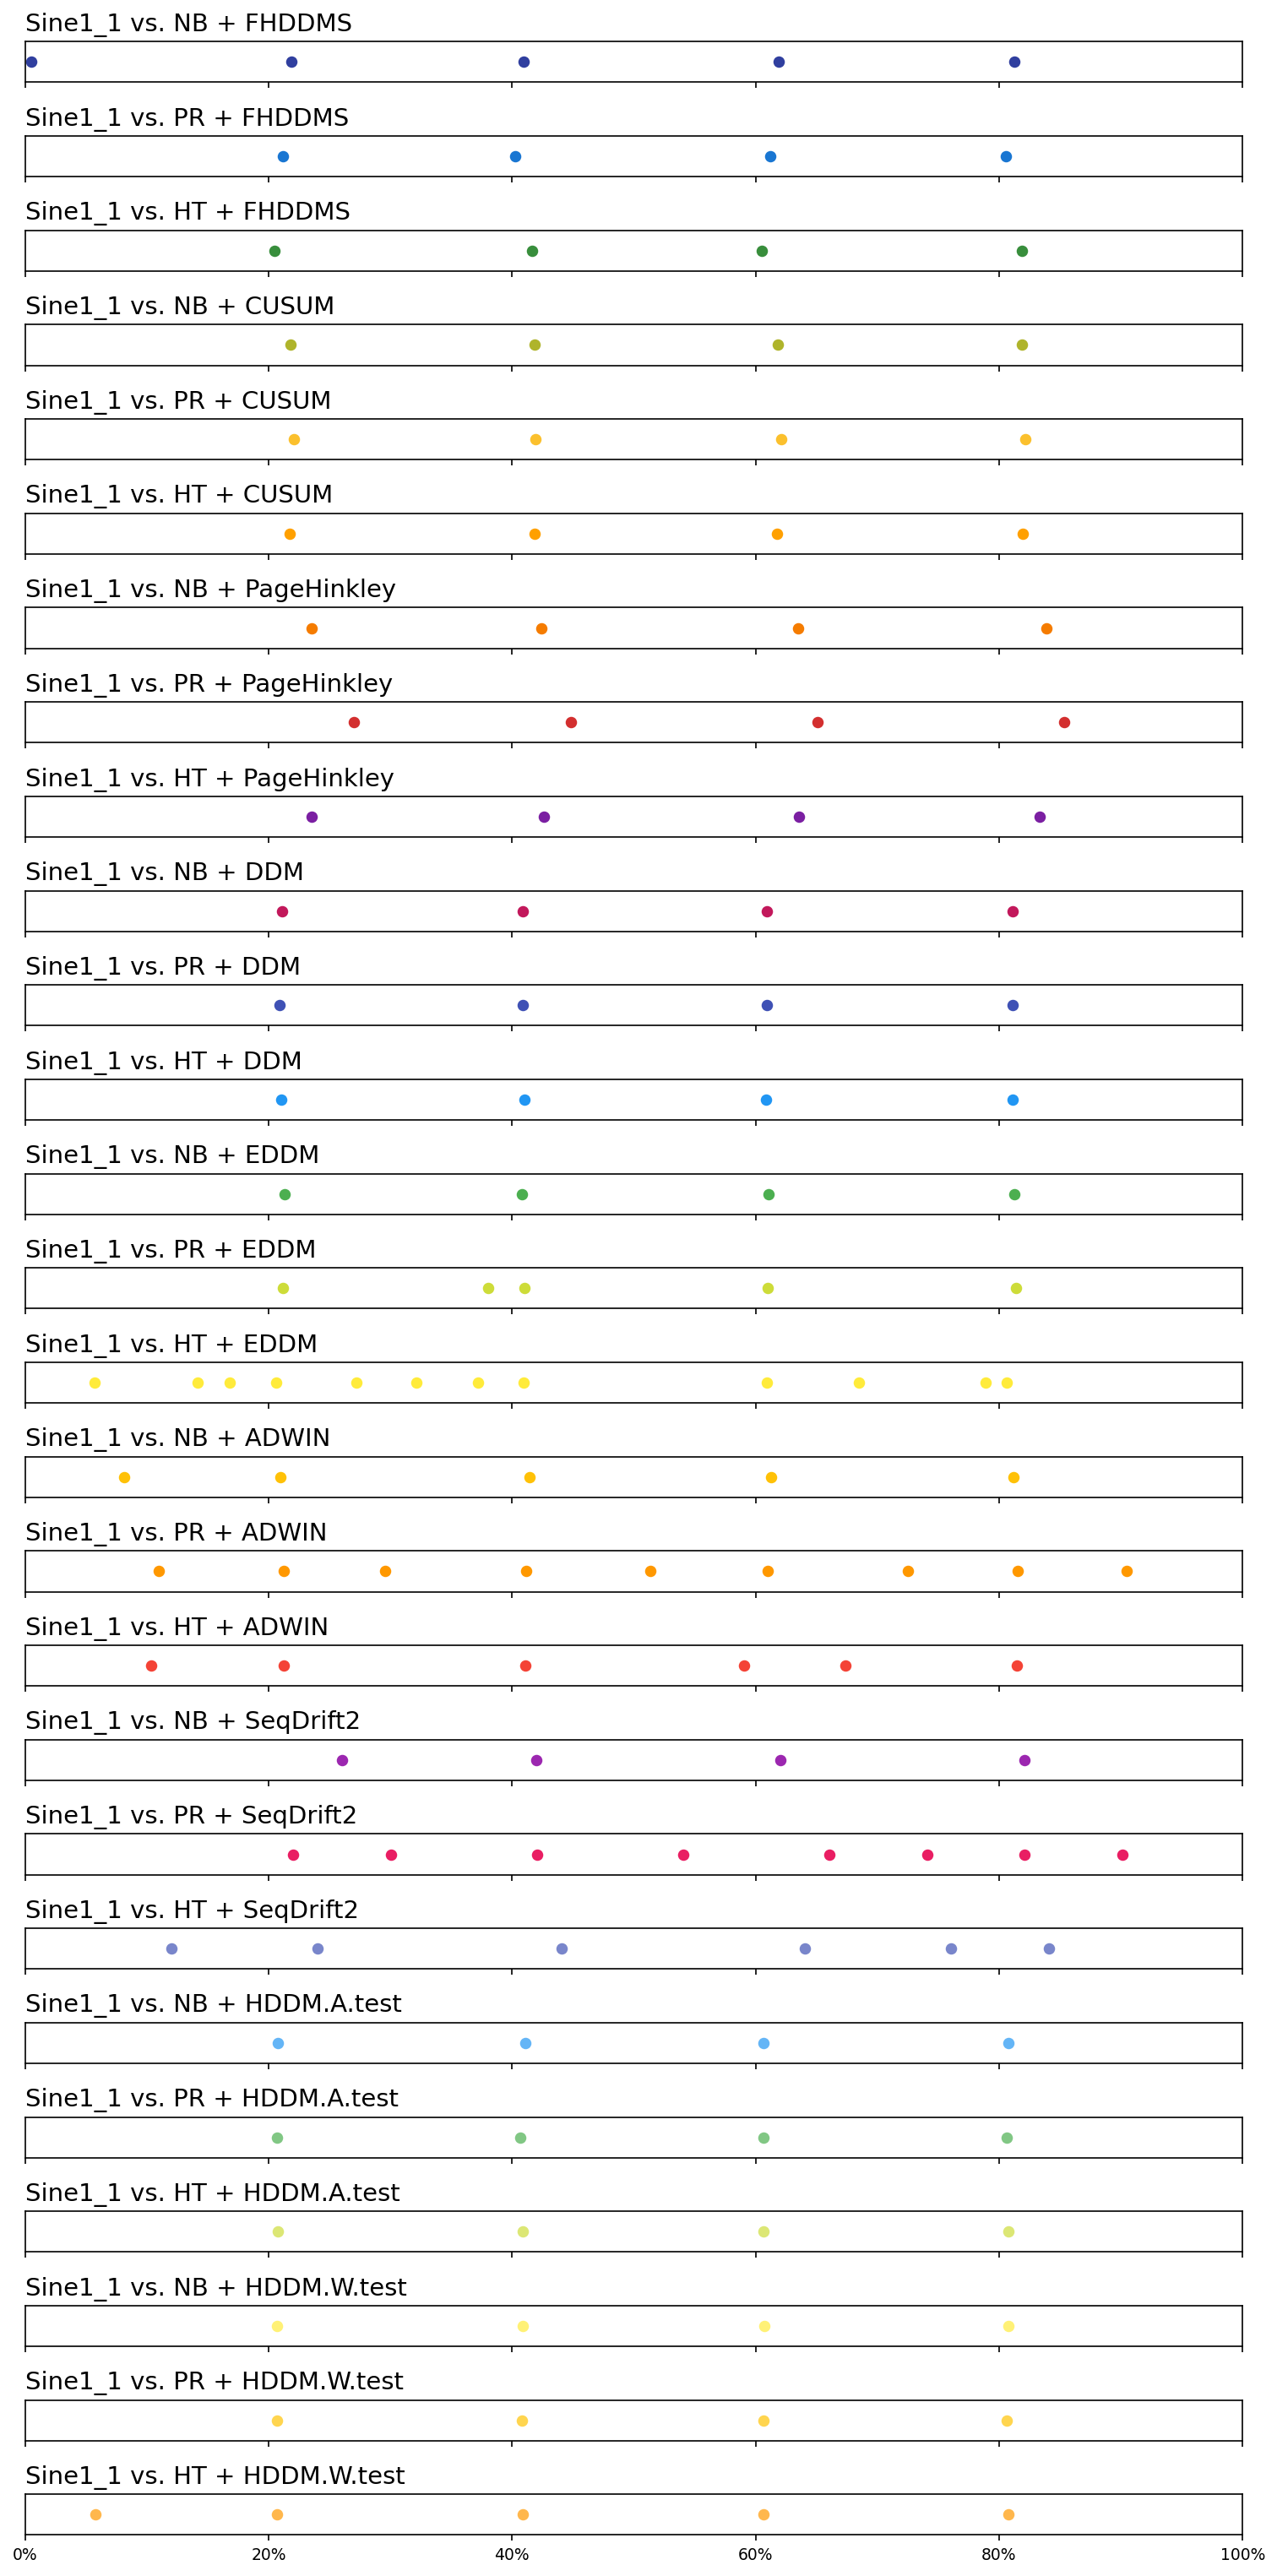 Sine1_1 vs. NB + FHDDMS
Sine1_1 vs. PR + FHDDMS
Sine1_1 vs. HT + FHDDMS
Sine1_1 vs. NB + CUSUM
Sine1_1 vs. PR + CUSUM
Sine1_1 vs. HT + CUSUM
Sine1_1 vs. NB + PageHinkley
Sine1_1 vs. PR + PageHinkley
Sine1_1 vs. HT + PageHinkley
Sine1_1 vs. NB + DDM
Sine1_1 vs. PR + DDM
Sine1_1 vs. HT + DDM
Sine1_1 vs. NB + EDDM
Sine1_1 vs. PR + EDDM
Sine1_1 vs. HT + EDDM
Sine1_1 vs. NB + ADWIN
Sine1_1 vs. PR + ADWIN
Sine1_1 vs. HT + ADWIN
Sine1_1 vs. NB + SeqDrift2
Sine1_1 vs. PR + SeqDrift2
Sine1_1 vs. HT + SeqDrift2
Sine1_1 vs. NB + HDDM.A.test
Sine1_1 vs. PR + HDDM.A.test
Sine1_1 vs. HT + HDDM.A.test
Sine1_1 vs. NB + HDDM.W.test
Sine1_1 vs. PR + HDDM.W.test
Sine1_1 vs. HT + HDDM.W.test
0% 20% 40% 60% 80% 100%